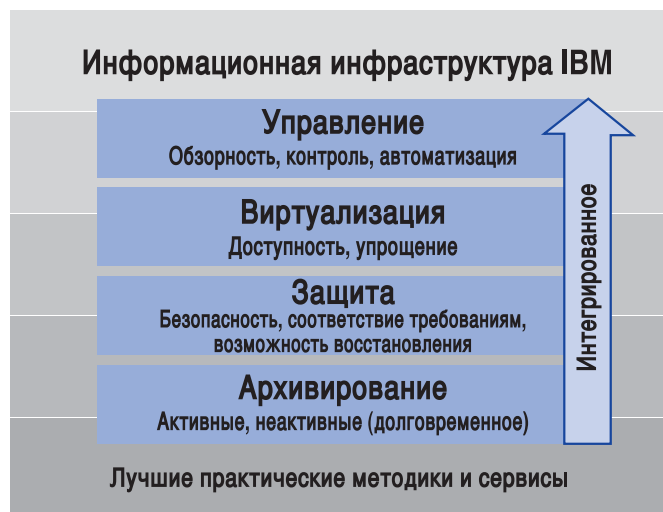 Информационная инфраструктура IBM
Управление
Обзорность, контроль, автоматизация
Виртуализация
Доступность, упрощение
Защита
Безопасность, соответствие требованиям,
возможность восстановления
Архивирование
Активные, неактивные (долговременное)
Интегрированное
Лучшие практические методики и сервисы